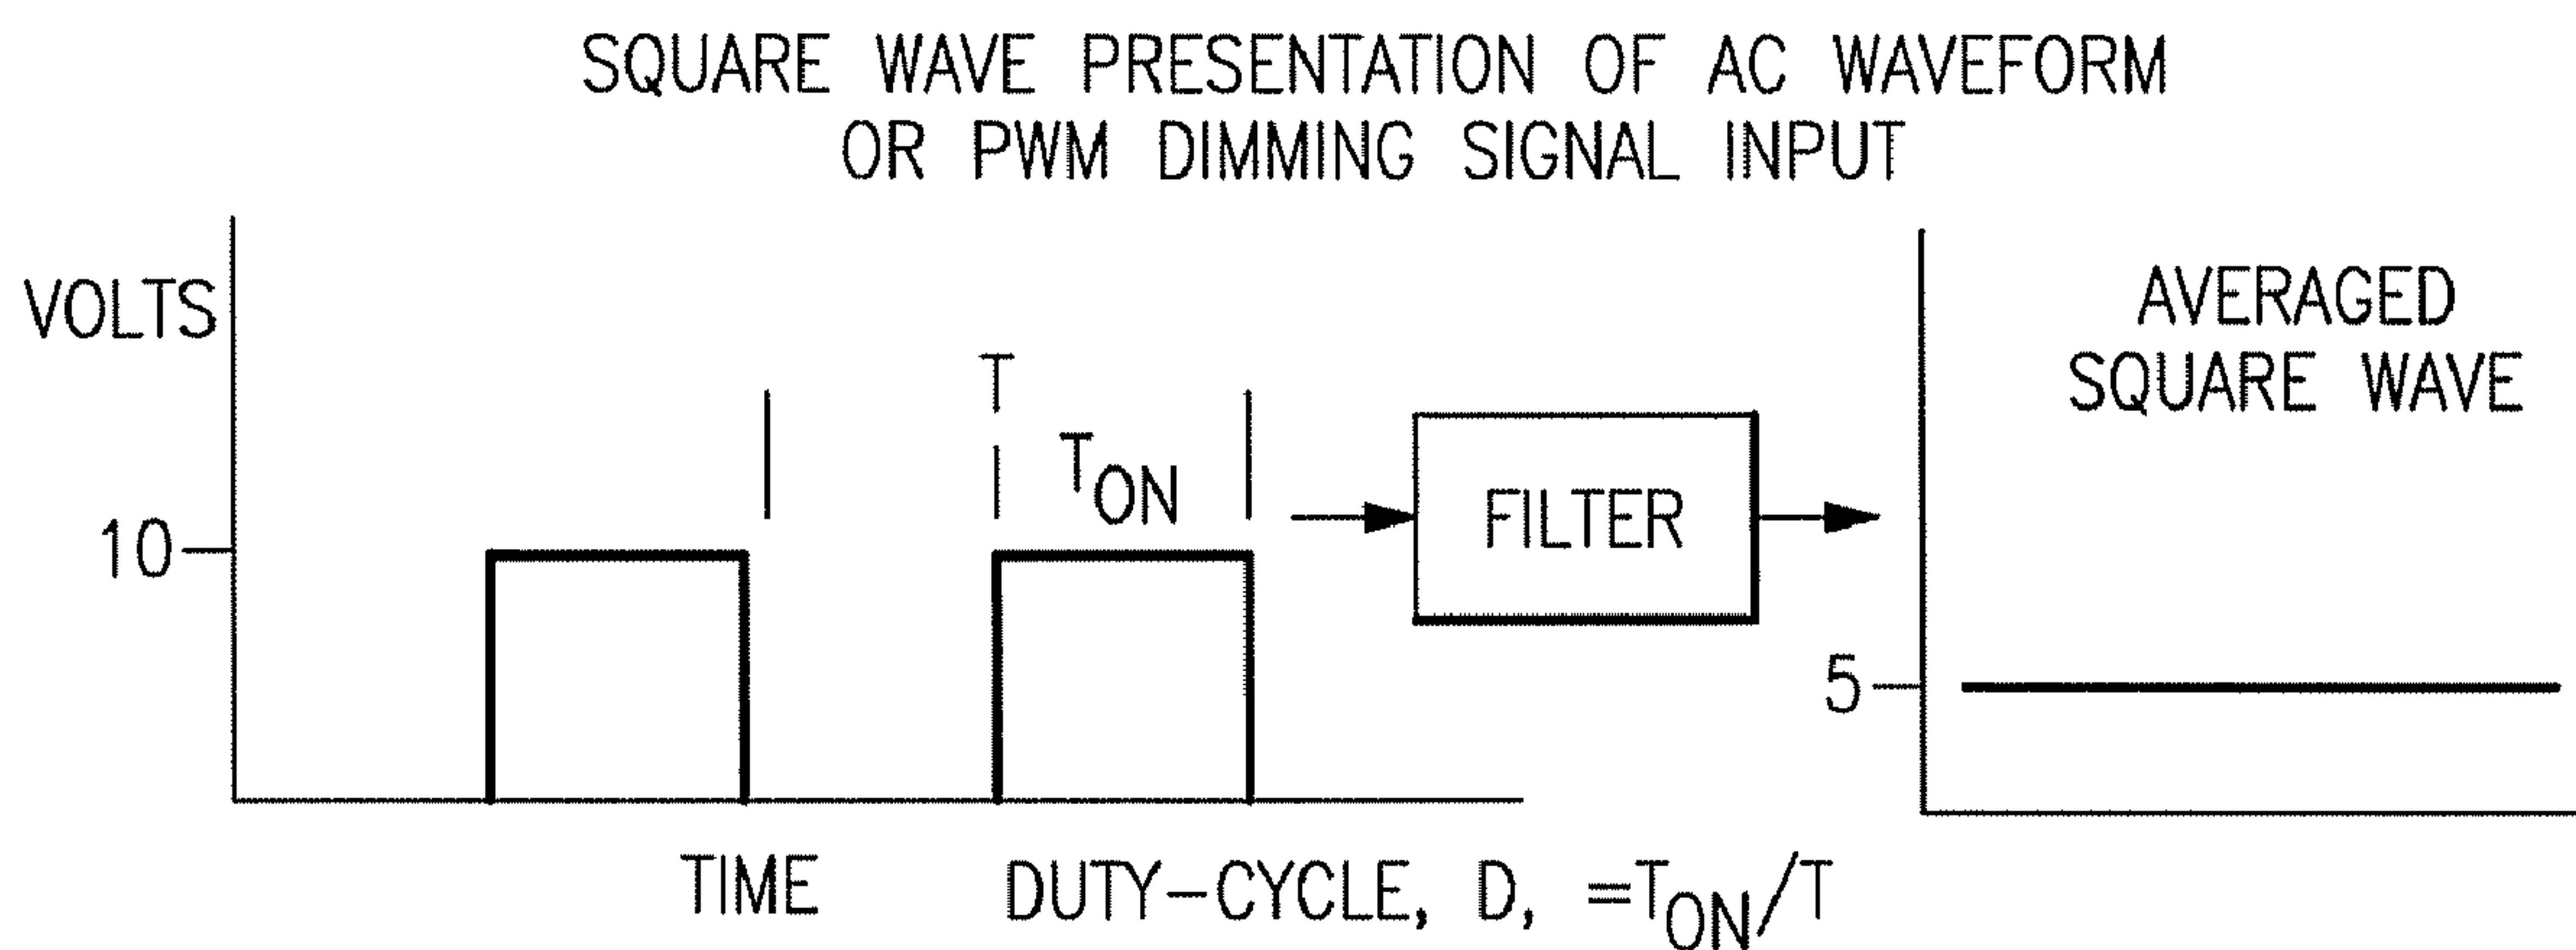 SQUARE WAVE PRESENTATION OF AC WAVEFORM
OR PWM DIMMING SIGNAL INPUT
VOLTS
10
T
TON
FILTER
AVERAGED
SQUARE WAVE
5
TIME
DUTY-CYCLE, D, =TON/T